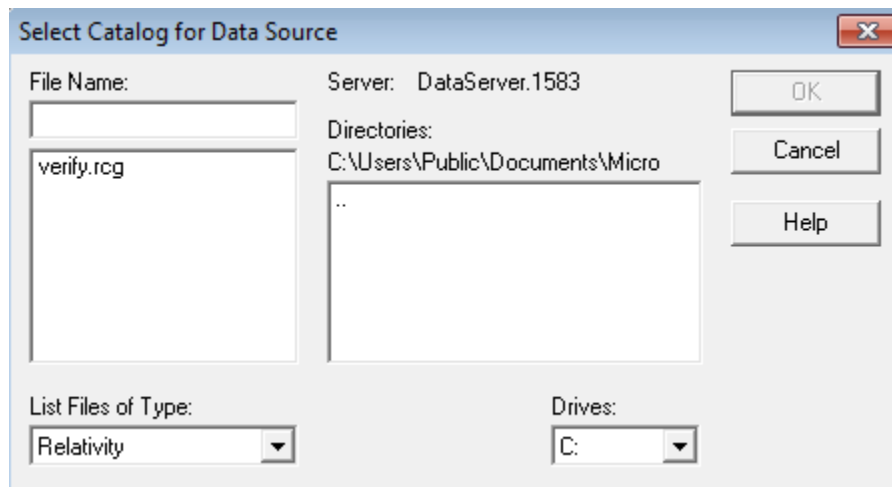 Select Catalog for Data Source
File Name:
verify.rcg
List Files of Type:
Relativity
Server: DataServer.1583
Directories:
C:\Users\Public\Documents\Micro
..
Drives:
C:
OK
Cancel
Help